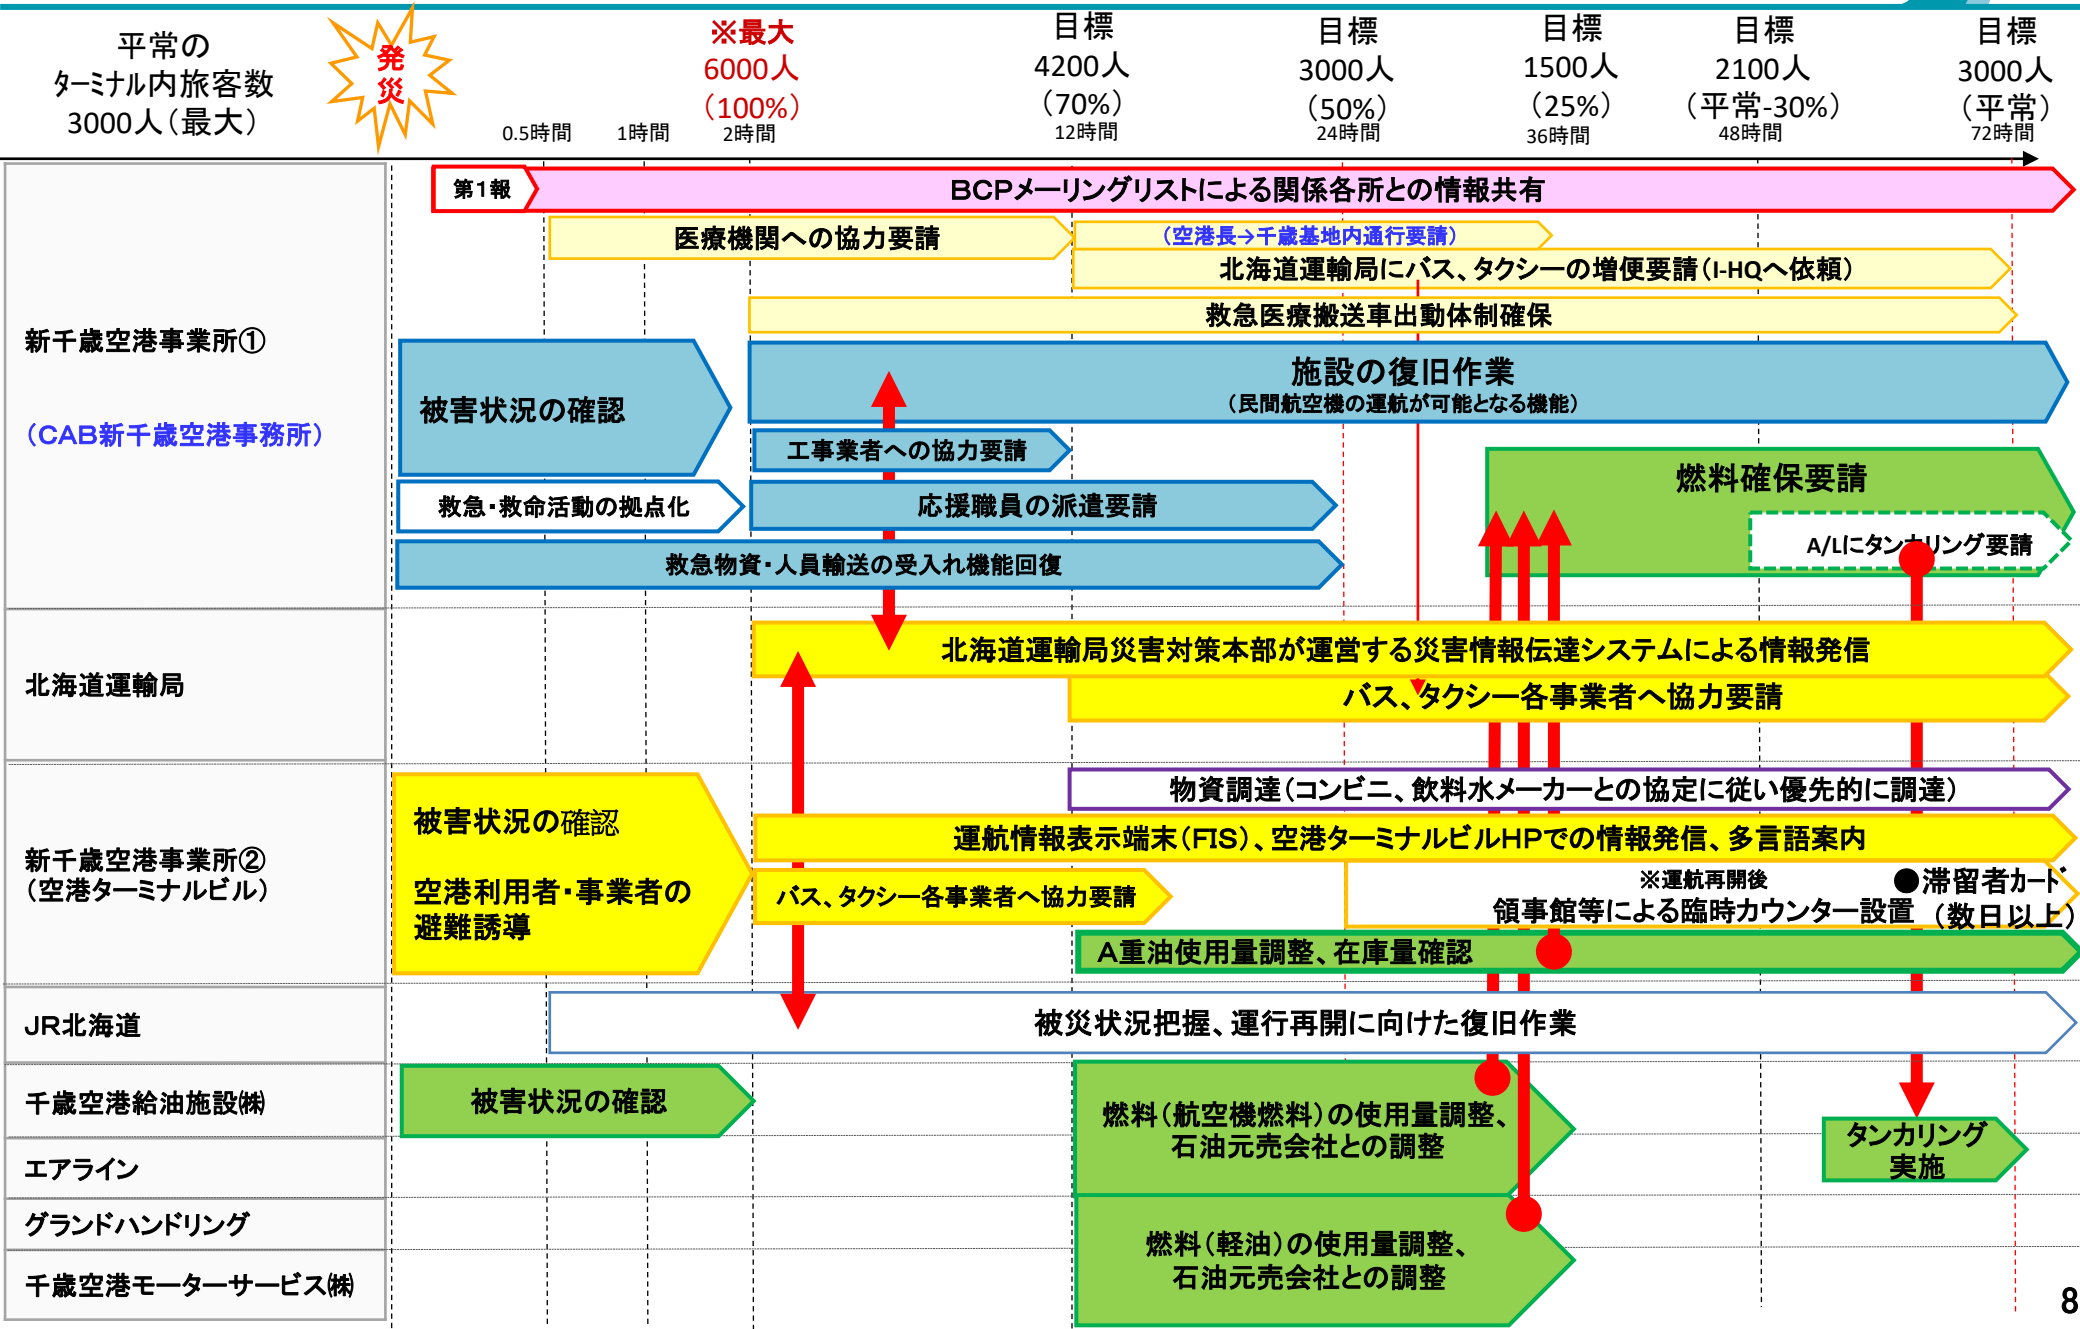 平常の
ターミナル内旅客数
3000人（最大）
発
災
※最大
6000人
（100%）
目標
4200人
（70%）
目標
3000人
（50%）
目標
1500人
（25%）
目標
2100人
（平常-30%）
目標
3000人
（平常）
0.5時間
1時間
2時間
12時間
24時間
36時間
48時間
72時間
新千歳空港事業所①
（CAB新千歳空港事務所）
第1報
BCPメーリングリストによる関係各所との情報共有
医療機関への協力要請
（空港長→千歳基地内通行要請）
北海道運輸局にバス、タクシーの増便要請（I-HQへ依頼）
救急医療搬送車出動体制確保
被害状況の確認
施設の復旧作業
（民間航空機の運航が可能となる機能）
工事業者への協力要請
燃料確保要請
救急・救命活動の拠点化
応援職員の派遣要請
A/Lにタンカリング要請
救急物資・人員輸送の受入れ機能回復
北海道運輸局
北海道運輸局災害対策本部が運営する災害情報伝達システムによる情報発信
バス、タクシー各事業者へ協力要請
新千歳空港事業所②
（空港ターミナルビル）
被害状況の確認
空港利用者・事業者の
避難誘導
物資調達（コンビニ、飲料水メーカーとの協定に従い優先的に調達）
運航情報表示端末（FIS）、空港ターミナルビルHPでの情報発信、多言語案内
バス、タクシー各事業者へ協力要請
※運航再開後
領事館等による臨時カウンター設置
●滞留者カード
（数日以上）
A重油使用量調整、在庫量確認
JR北海道
被災状況把握、運行再開に向けた復旧作業
千歳空港給油施設㈱
被害状況の確認
燃料（航空機燃料）の使用量調整、
石油元売会社との調整
タンカリング
実施
エアライン
グランドハンドリング
燃料（軽油）の使用量調整、
石油元売会社との調整
千歳空港モーターサービス㈱
8